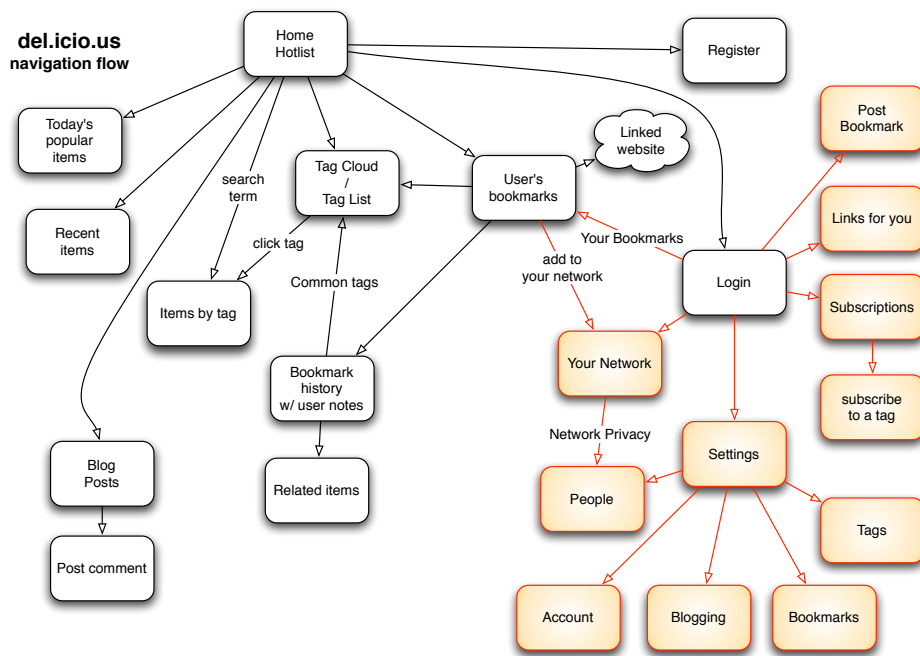 del.icio.us
navigation flow
Home
Hotlist
Register
Today's
popular
items
Recent
items
search
term
Tag Cloud
/
Tag List
click tag
Items by tag
User's
bookmarks
Linked
website
Post
Bookmark
Links for you
Your Bookmarks
add to
your network
Login
Subscriptions
subscribe
to a tag
Common tags
Bookmark
history
w/ user notes
Your Network
Network Privacy
Settings
Blog
Posts
Related items
People
Tags
Post comment
Account
Blogging
Bookmarks